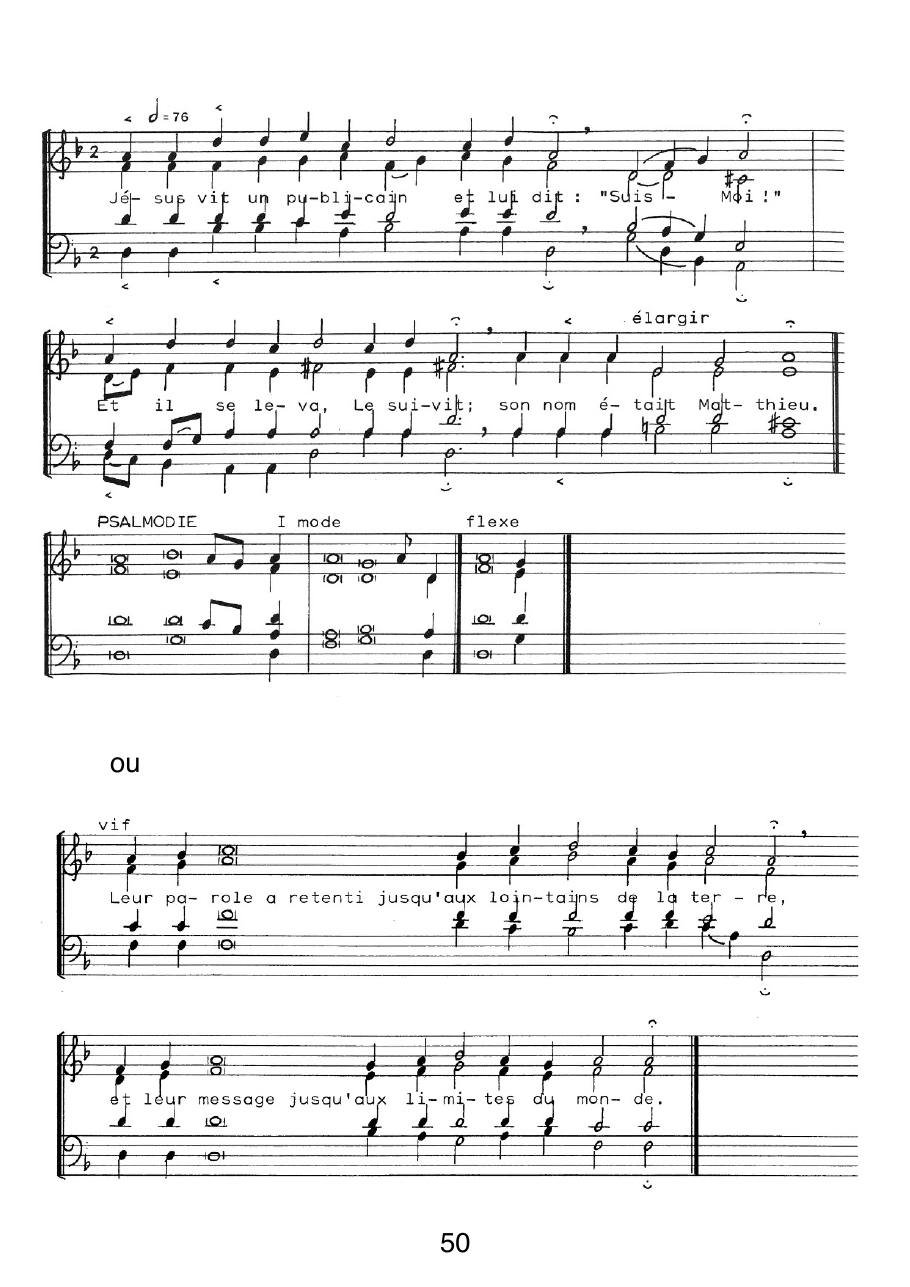 = 76
2
Jé- sus vit un pu-bli-cain et lui dit : "Suis - Moi !"
2
élargir
Et il se le- va, Le sui-vit; son nom é- tait Mat- thieu.
PSALMODIE I mode flexe
ou
vif
Leur pa- role a retenti jusqu'aux loin-tains de la ter - re,
et leur message jusqu'aux li-mi- tes du mon- de.
50